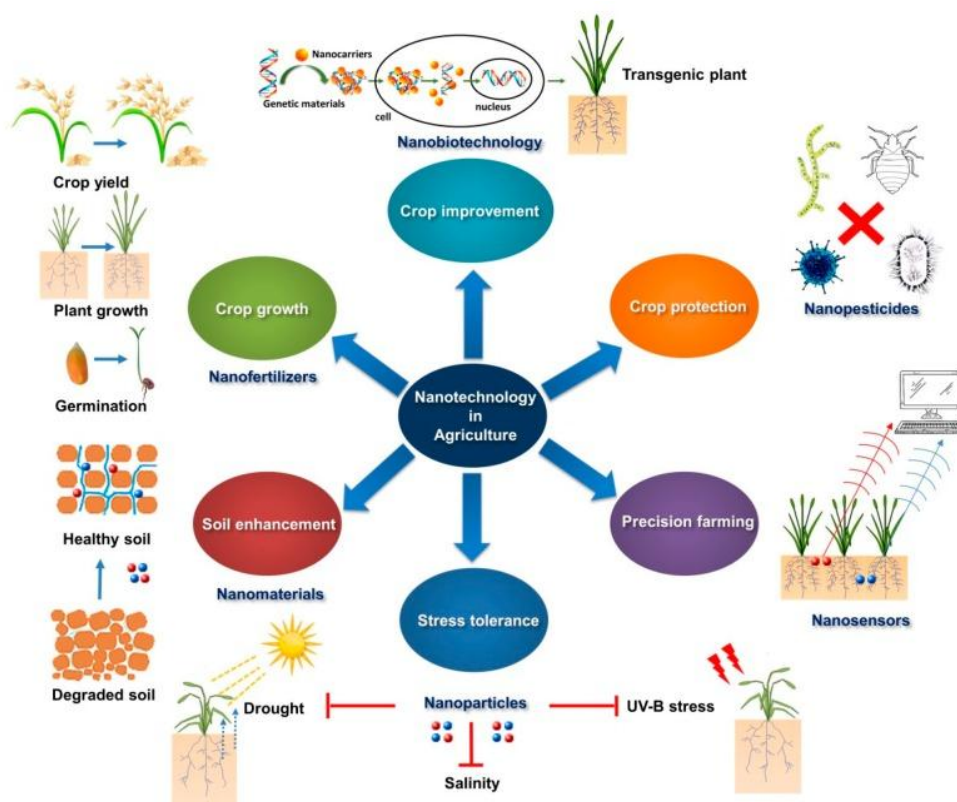 Nanocarriers
Genetic materials
cell
nucleus
Transgenic plant
Nanobiotechnology
Crop improvement
Crop yield
Plant growth
Germination
Crop growth
Nanofertilizers
Crop protection
Nanopesticides
Nanotechnology
in
Agriculture
Healthy soil
Degraded soil
Soil enhancement
Nanomaterials
Precision farming
Nanosensors
Stress tolerance
Nanoparticles
Drought
UV-B stress
Salinity